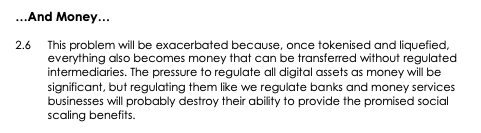 …And Money…
2.6 This problem will be exacerbated because, once tokenised and liquefied,
everything also becomes money that can be transferred without regulated
intermediaries. The pressure to regulate all digital assets as money will be
significant, but regulating them like we regulate banks and money services
businesses will probably destroy their ability to provide the promised social
scaling benefits.